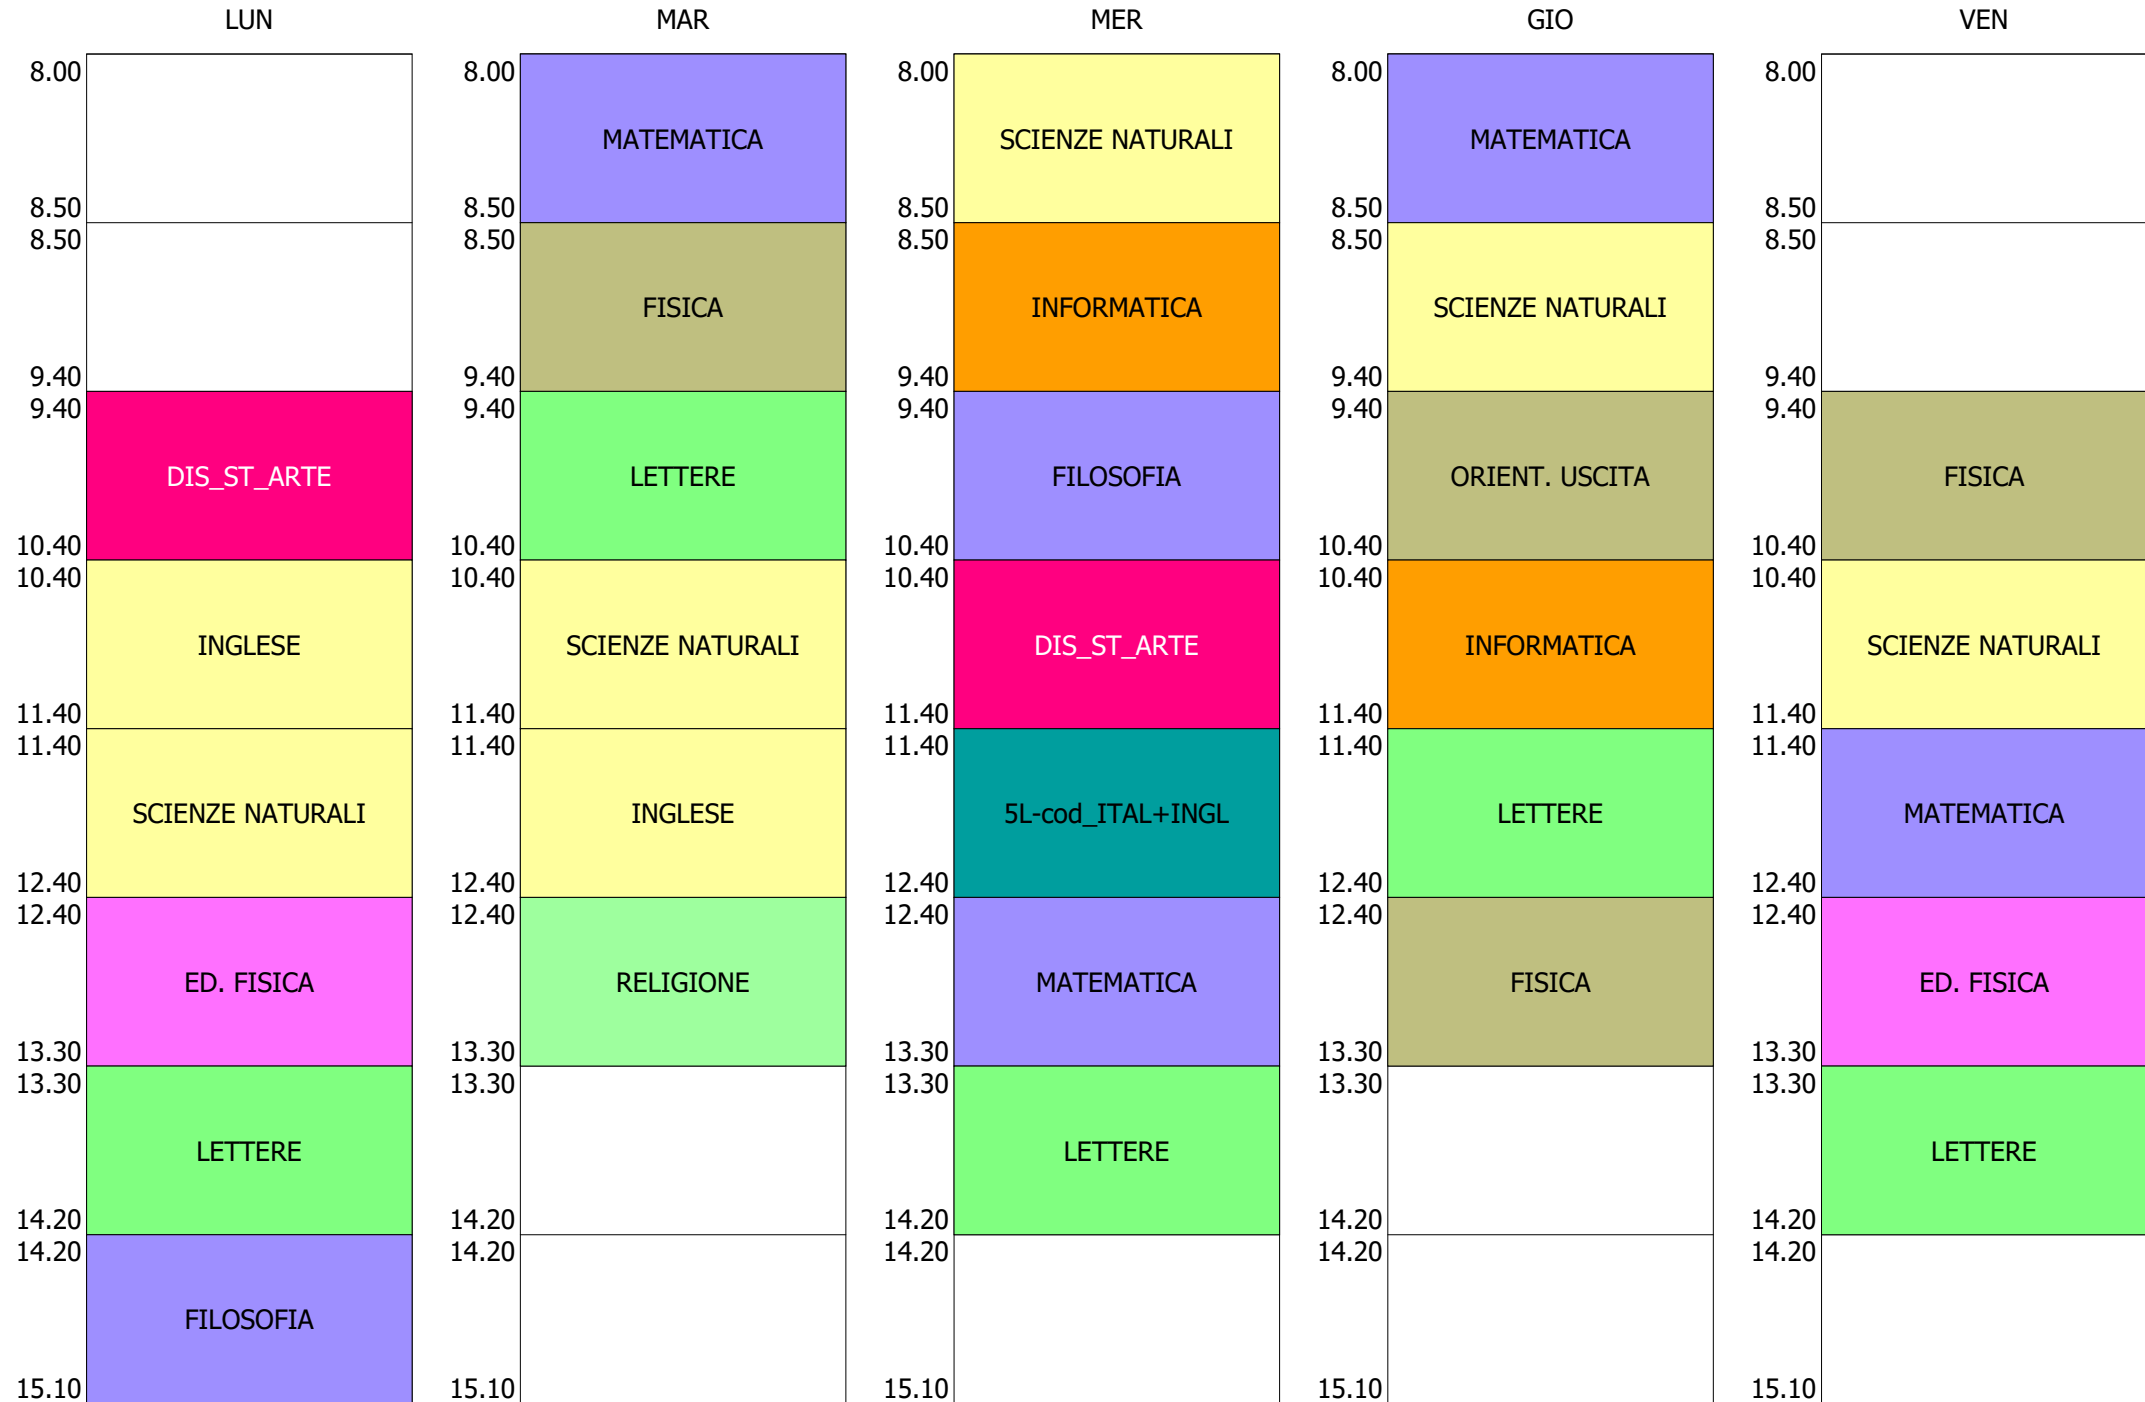 LUN MAR MER GIO VEN
8.00 8.00 MATEMATICA 8.00 SCIENZE NATURALI 8.00 MATEMATICA 8.00
8.50 8.50 8.50 8.50 8.50
8.50 8.50 FISICA 8.50 INFORMATICA 8.50 SCIENZE NATURALI 8.50
9.40 9.40 9.40 9.40 9.40
9.40 DIS_ST_ARTE 9.40 LETTERE 9.40 FILOSOFIA 9.40 ORIENT. USCITA 9.40 FISICA
10.40 10.40 10.40 10.40 10.40
10.40 INGLESE 10.40 SCIENZE NATURALI 10.40 DIS_ST_ARTE 10.40 INFORMATICA 10.40 SCIENZE NATURALI
11.40 11.40 11.40 11.40 11.40
11.40 SCIENZE NATURALI 11.40 INGLESE 11.40 5L-cod_ITAL+INGL 11.40 LETTERE 11.40 MATEMATICA
12.40 12.40 12.40 12.40 12.40
12.40 ED. FISICA 12.40 RELIGIONE 12.40 MATEMATICA 12.40 FISICA 12.40 ED. FISICA
13.30 13.30 13.30 13.30 13.30
13.30 LETTERE 13.30 13.30 LETTERE 13.30 13.30 LETTERE
14.20 14.20 14.20 14.20 14.20
14.20 FILOSOFIA 14.20 14.20 14.20 14.20
15.10 15.10 15.10 15.10 15.10